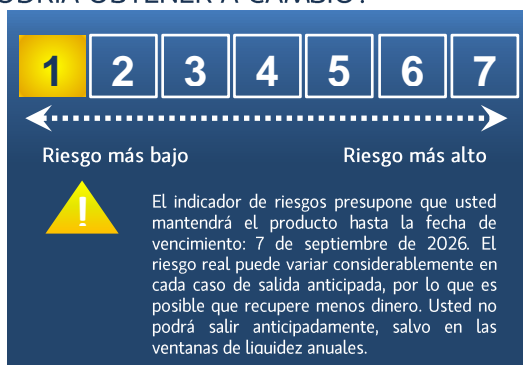 ODRÍA OBTENER A CAMBIO?
1 2 3 4 5 6 7
Riesgo más bajo Riesgo más alto
!
El indicador de riesgos presupone que usted
mantendrá el producto hasta la fecha de
vencimiento: 7 de septiembre de 2026. El
riesgo real puede variar considerablemente en
cada caso de salida anticipada, por lo que es
posible que recupere menos dinero. Usted no
podrá salir anticipadamente, salvo en las
ventanas de liquidez anuales.